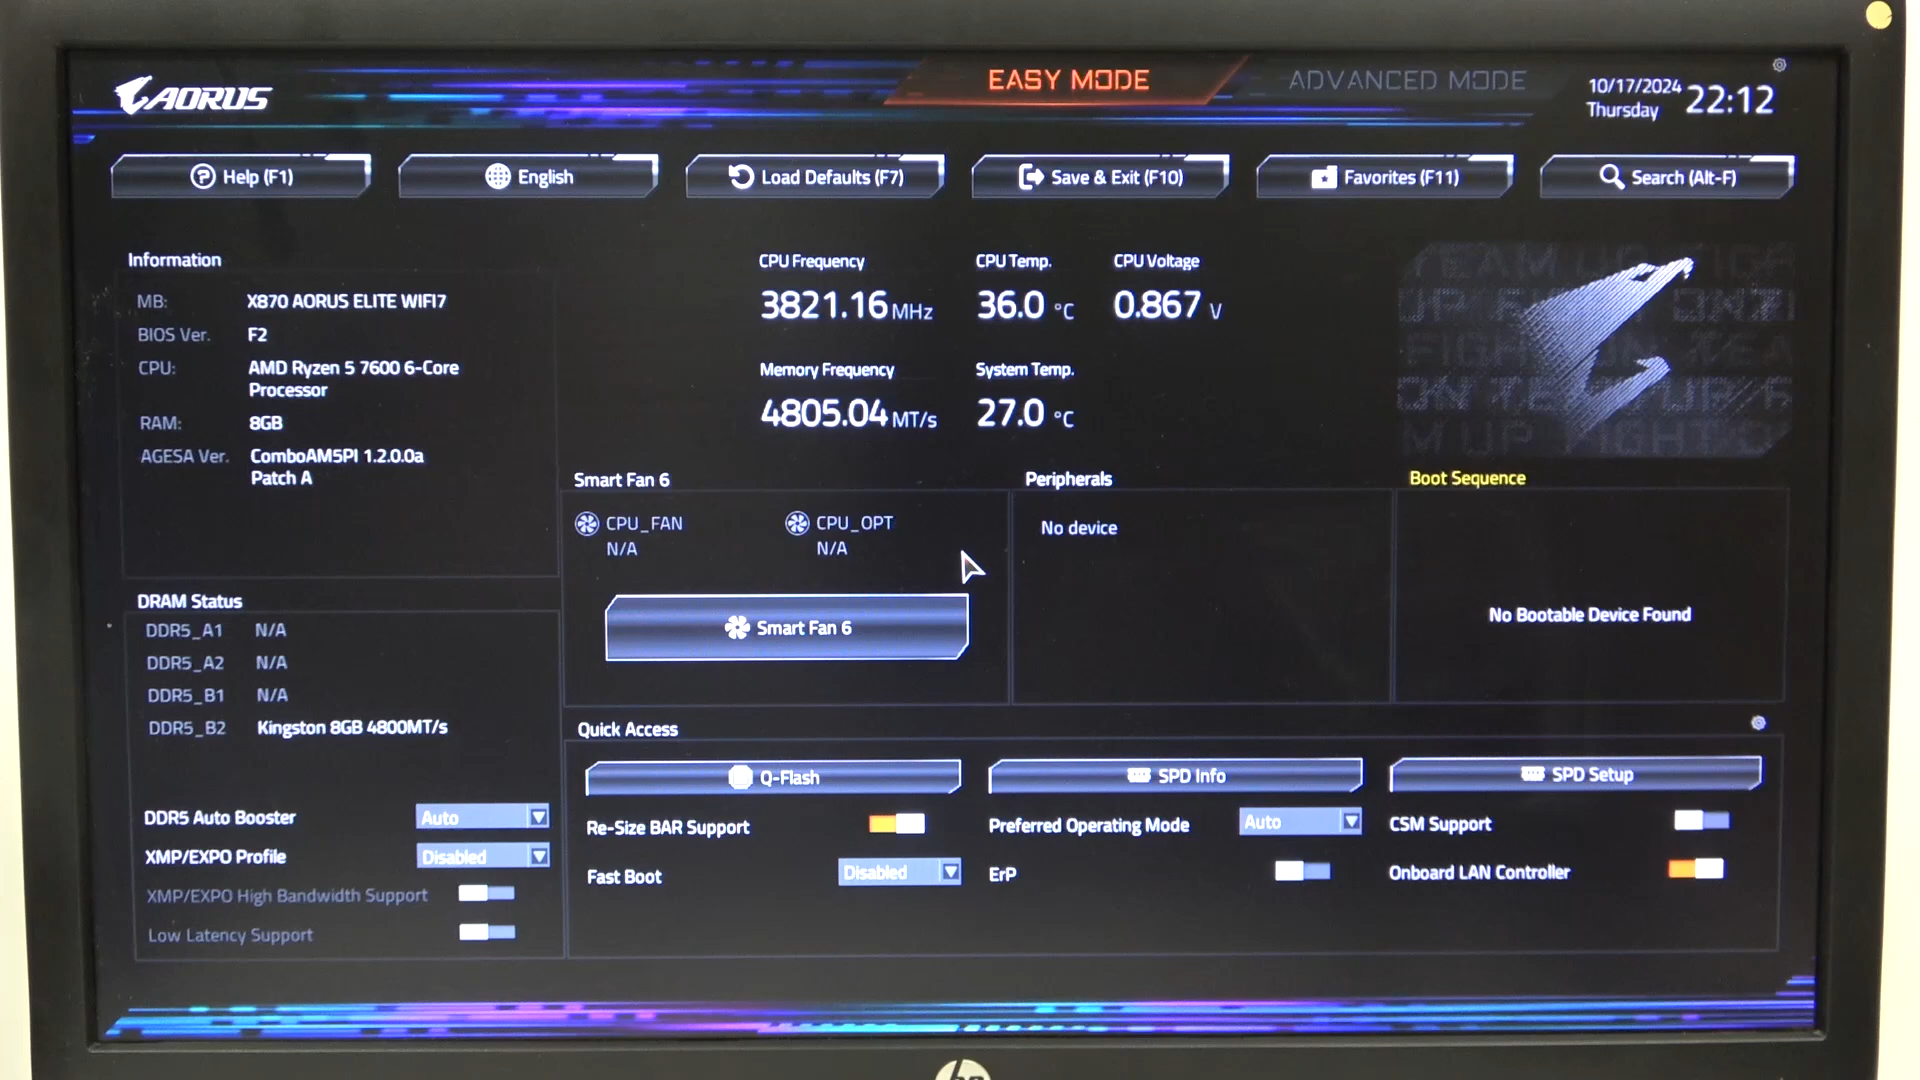 AORUS
EASY MODE
ADVANCED MODE
10/17/2024
Thursday
22:12
Help (F1)
English
Load Defaults (F7)
Save & Exit (F10)
Favorites (F11)
Search (Alt-F)
Information
MB: X870 AORUS ELITE WIFI7
BIOS Ver. F2
CPU: AMD Ryzen 5 7600 6-Core
Processor
RAM: 8GB
AGESA Ver. ComboAM5PI 1.2.0.0a
Patch A
CPU Frequency
3821.16 MHz
CPU Temp.
36.0 °C
CPU Voltage
0.867 V
Memory Frequency
4805.04 MT/s
System Temp.
27.0 °C
Smart Fan 6
CPU_FAN
N/A
CPU_OPT
N/A
Smart Fan 6
Peripherals
No device
Boot Sequence
No Bootable Device Found
DRAM Status
DDR5_A1 N/A
DDR5_A2 N/A
DDR5_B1 N/A
DDR5_B2 Kingston 8GB 4800MT/s
DDR5 Auto Booster Auto
XMP/EXPO Profile Disabled
XMP/EXPO High Bandwidth Support
Low Latency Support
Quick Access
Q-Flash
SPD Info
SPD Setup
Re-Size BAR Support
Preferred Operating Mode Auto
CSM Support
Fast Boot Disabled
ErP
Onboard LAN Controller
hp